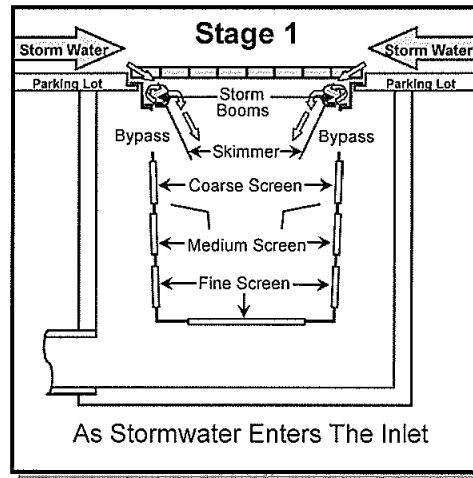 Stage 1
Storm Water
Storm Water
Parking Lot
Parking Lot
Storm
Booms
Bypass
Bypass
Skimmer
Coarse Screen
Medium Screen
Fine Screen
As Stormwater Enters The Inlet